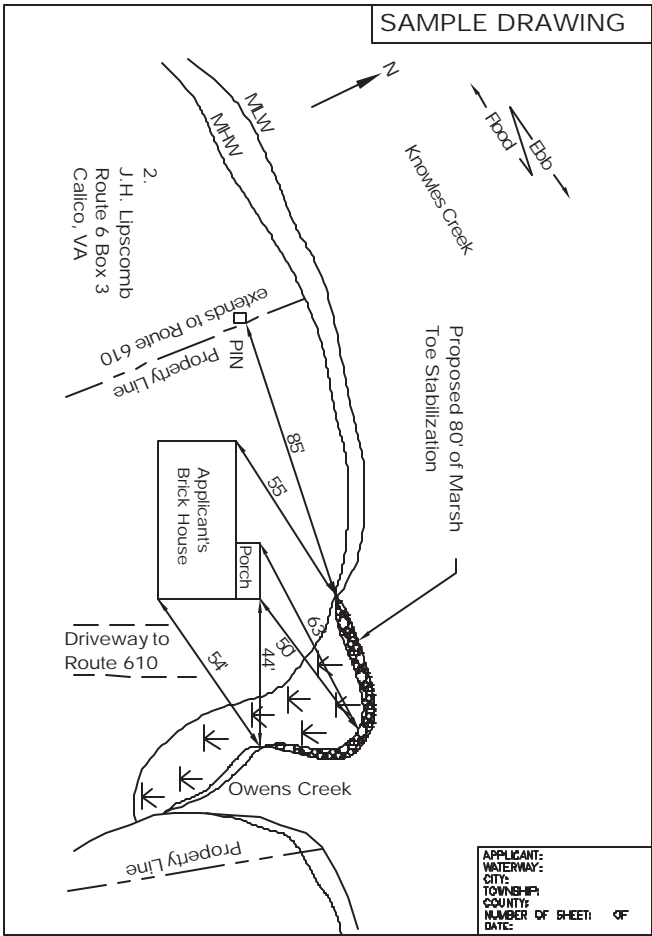 SAMPLE DRAWING
N
MLW
MHW
Flood
Ebb
Knowles Creek
2.
J.H. Lipscomb
Route 6 Box 3
Calico, VA
extends to Route 610
Property Line
PIN
Proposed 80' of Marsh
Toe Stabilization
85'
55'
Applicant's
Brick House
Porch
63'
50'
44'
54'
Driveway to
Route 610
Owens Creek
Property Line
APPLICANT:
WATERWAY:
CITY:
TOWNSHIP:
COUNTY:
NUMBER OF SHEET: OF
DATE: